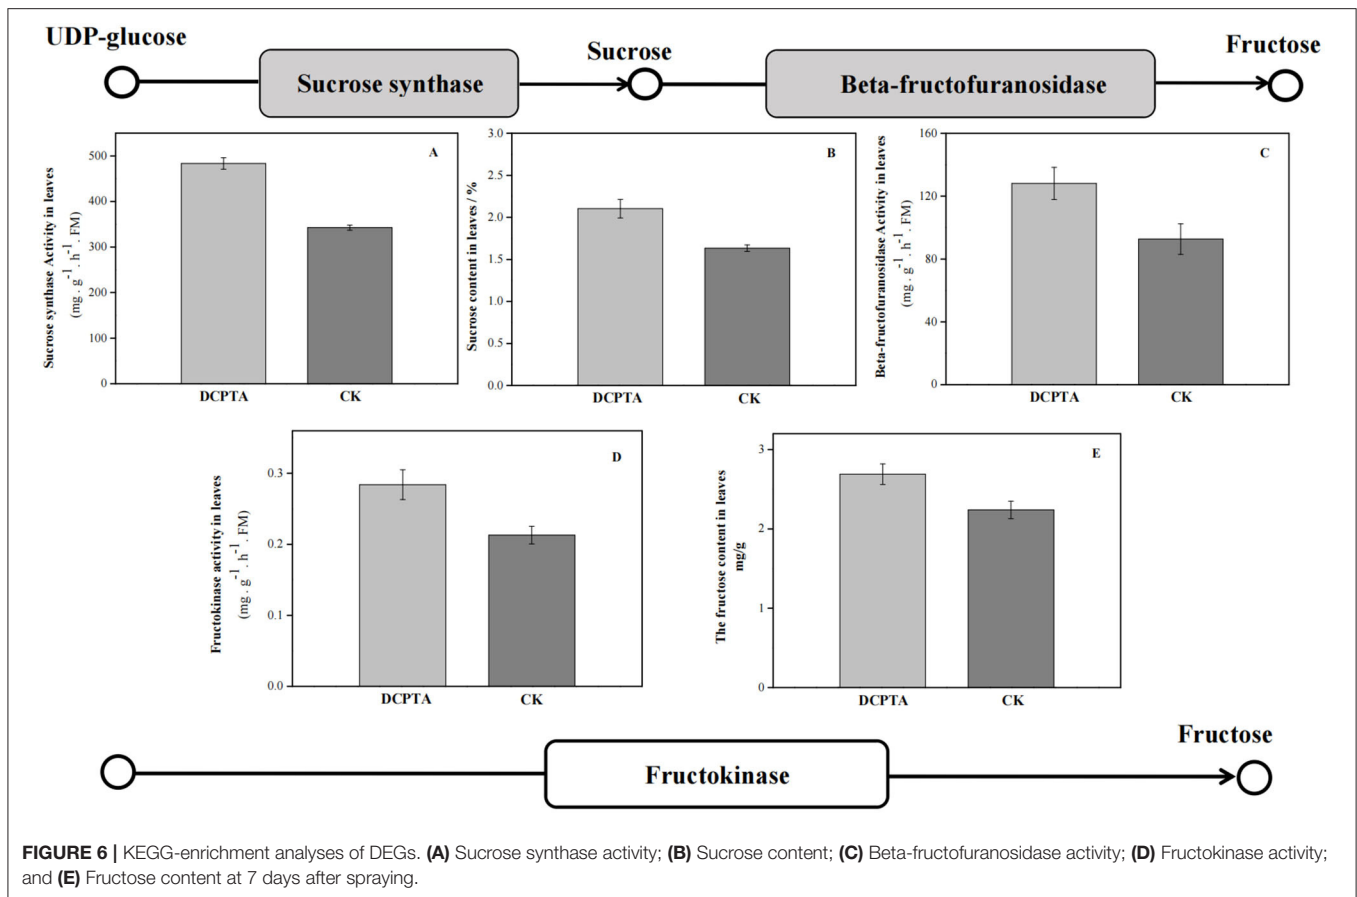 UDP-glucose
Sucrose synthase
Sucrose
Beta-fructofuranosidase
Fructose
Sucrose synthase Activity in leaves
(mg . g-1 . h-1 . FM)
500
400
300
200
100
0
A
DCPTA CK
Sucrose content in leaves / %
3.0
2.5
2.0
1.5
1.0
0.5
0.0
B
DCPTA CK
Beta-fructofuranosidase Activity in leaves
(mg . g-1 . h-1 . FM)
160
120
80
40
0
C
DCPTA CK
Fructokinase activity in leaves
(mg . g-1 . h-1 . FM)
0.3
0.2
0.1
0.0
D
DCPTA CK
The fructose content in leaves
mg/g
3
2
1
0
E
DCPTA CK
Fructokinase
Fructose
FIGURE 6 | KEGG-enrichment analyses of DEGs. (A) Sucrose synthase activity; (B) Sucrose content; (C) Beta-fructofuranosidase activity; (D) Fructokinase activity;
and (E) Fructose content at 7 days after spraying.